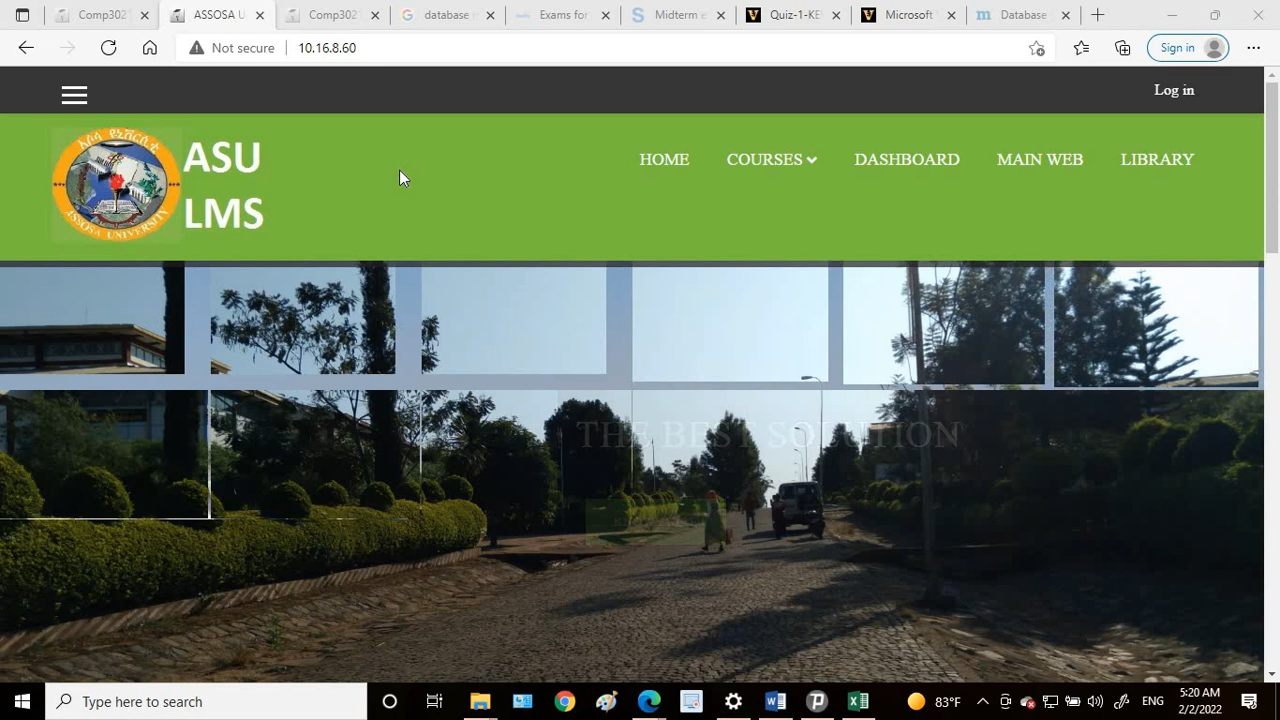 Comp302
ASSOSA U
Comp302
database
Exams for
Midterm e
Quiz-1-KE
Microsoft
Database
Not secure
10.16.8.60
Sign in
Log in
ASU
LMS
ASSOSA UNIVERSITY
HOME
COURSES
DASHBOARD
MAIN WEB
LIBRARY
THE BEST SOLUTION
Type here to search
83°F
ENG
5:20 AM
2/2/2022